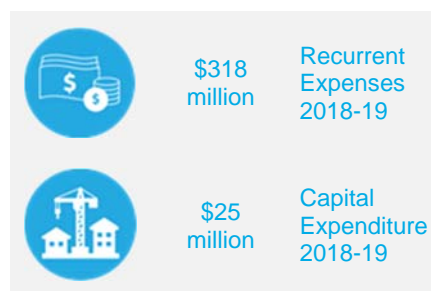 $318
million
Recurrent
Expenses
2018-19
$25
million
Capital
Expenditure
2018-19